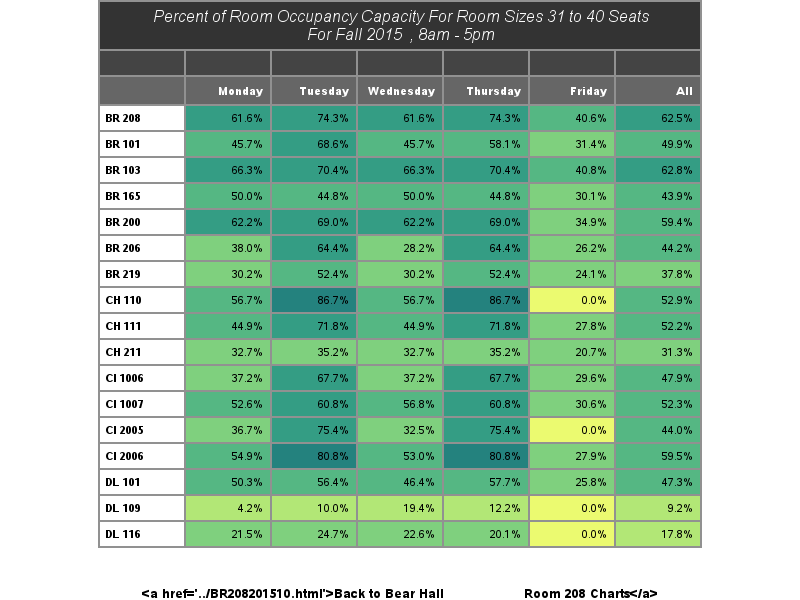 Percent of Room Occupancy Capacity For Room Sizes 31 to 40 Seats
For Fall 2015 , 8am - 5pm
Monday Tuesday Wednesday Thursday Friday All
BR 208 61.6% 74.3% 61.6% 74.3% 40.6% 62.5%
BR 101 45.7% 68.6% 45.7% 58.1% 31.4% 49.9%
BR 103 66.3% 70.4% 66.3% 70.4% 40.8% 62.8%
BR 165 50.0% 44.8% 50.0% 44.8% 30.1% 43.9%
BR 200 62.2% 69.0% 62.2% 69.0% 34.9% 59.4%
BR 206 38.0% 64.4% 28.2% 64.4% 26.2% 44.2%
BR 219 30.2% 52.4% 30.2% 52.4% 24.1% 37.8%
CH 110 56.7% 86.7% 56.7% 86.7% 0.0% 52.9%
CH 111 44.9% 71.8% 44.9% 71.8% 27.8% 52.2%
CH 211 32.7% 35.2% 32.7% 35.2% 20.7% 31.3%
CI 1006 37.2% 67.7% 37.2% 67.7% 29.6% 47.9%
CI 1007 52.6% 60.8% 56.8% 60.8% 30.6% 52.3%
CI 2005 36.7% 75.4% 32.5% 75.4% 0.0% 44.0%
CI 2006 54.9% 80.8% 53.0% 80.8% 27.9% 59.5%
DL 101 50.3% 56.4% 46.4% 57.7% 25.8% 47.3%
DL 109 4.2% 10.0% 19.4% 12.2% 0.0% 9.2%
DL 116 21.5% 24.7% 22.6% 20.1% 0.0% 17.8%
<a href='../BR208201510.html'>Back to Bear Hall Room 208 Charts</a>